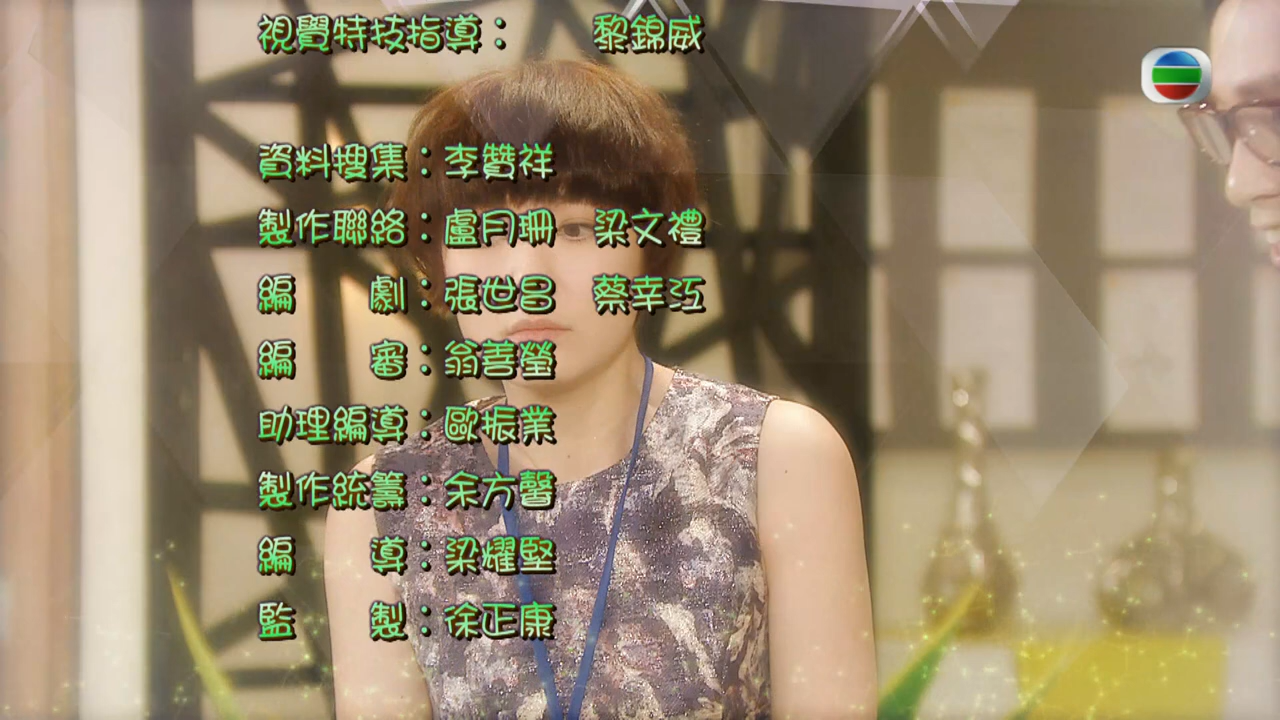 視覺特技指導： 黎錦威
資料搜集：李贊祥
製作聯絡：盧月珊 梁文禮
編 劇：張世昌 蔡幸江
編 審：翁善瑩
助理編導：歐振業
製作統籌：余方馨
編 導：梁耀堅
監 製：徐正康